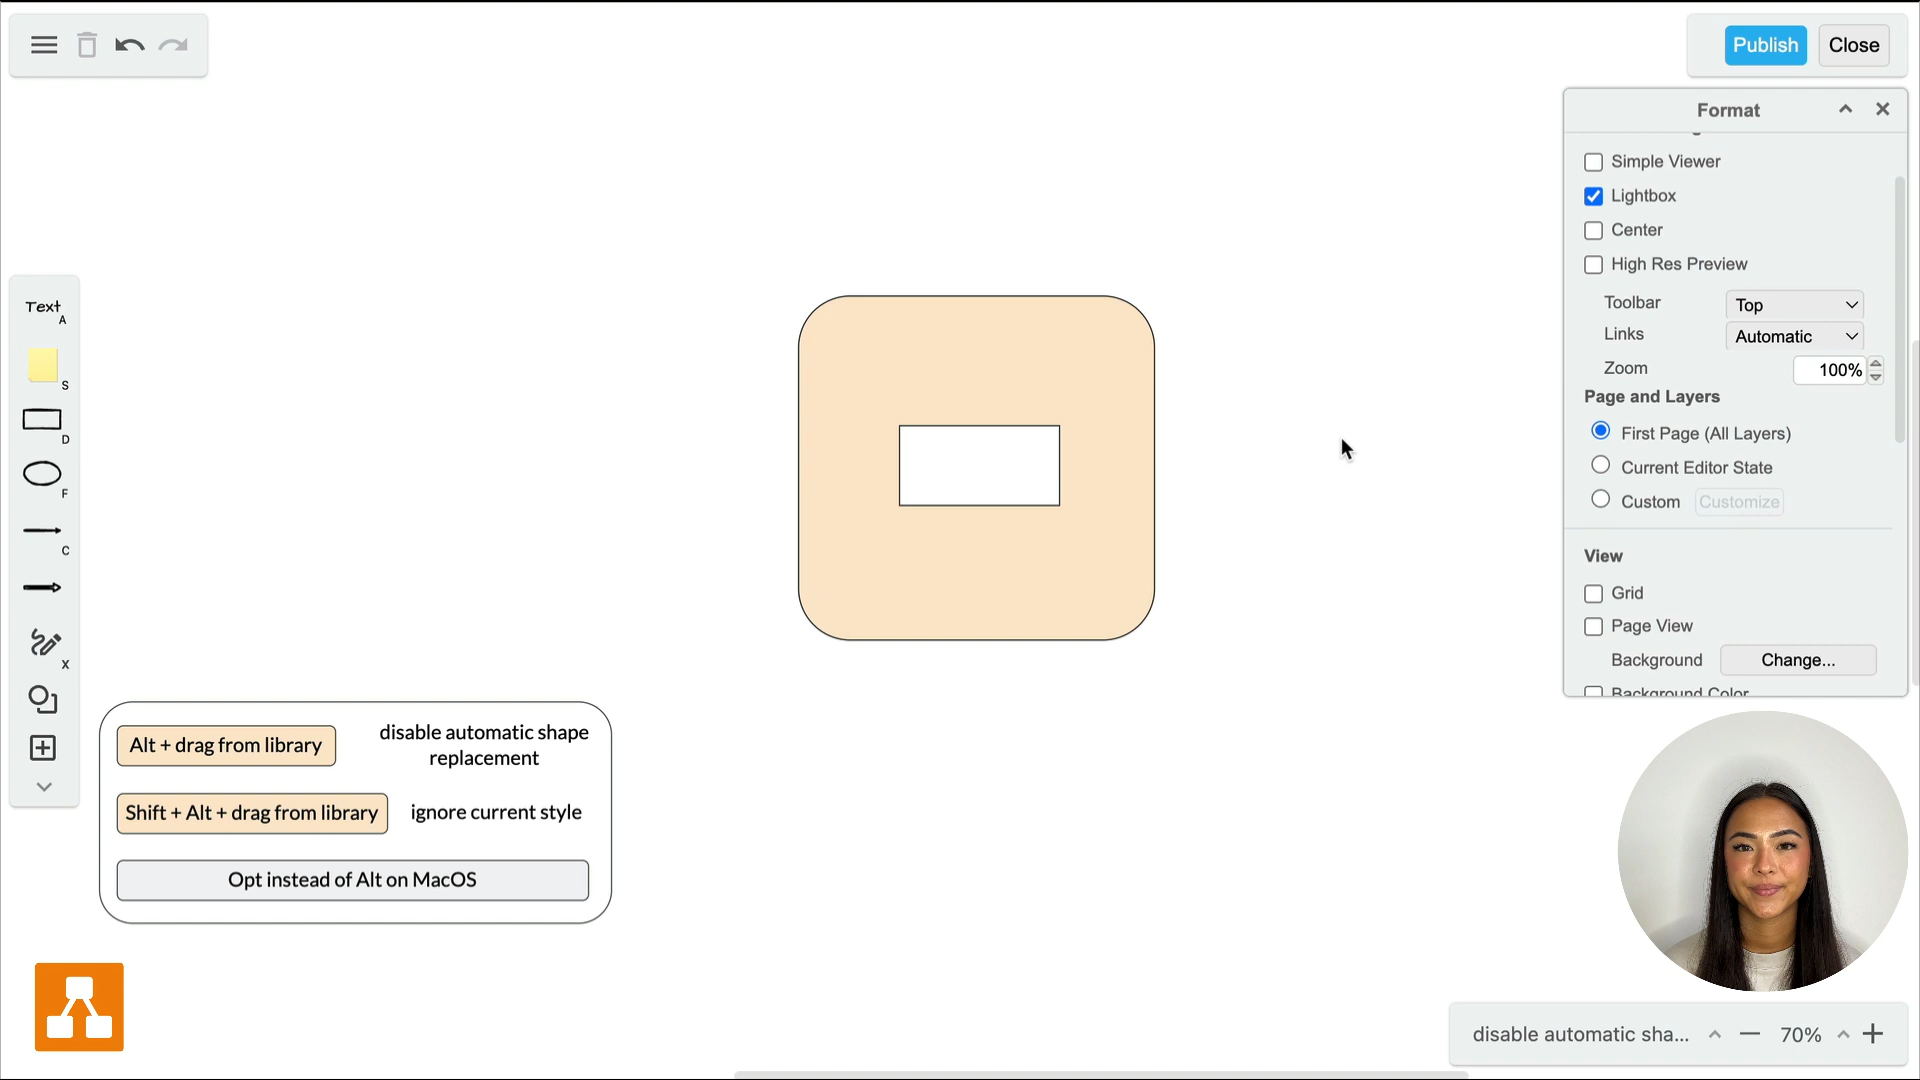 Publish
Close
Format
Simple Viewer
Lightbox
Center
High Res Preview
Toolbar
Top
Links
Automatic
Zoom
100%
Page and Layers
First Page (All Layers)
Current Editor State
Custom
Customize
View
Grid
Page View
Background
Change...
Background Color
Text
A
S
D
F
C
X
Alt + drag from library
disable automatic shape
replacement
Shift + Alt + drag from library
ignore current style
Opt instead of Alt on MacOS
disable automatic sha...
70%